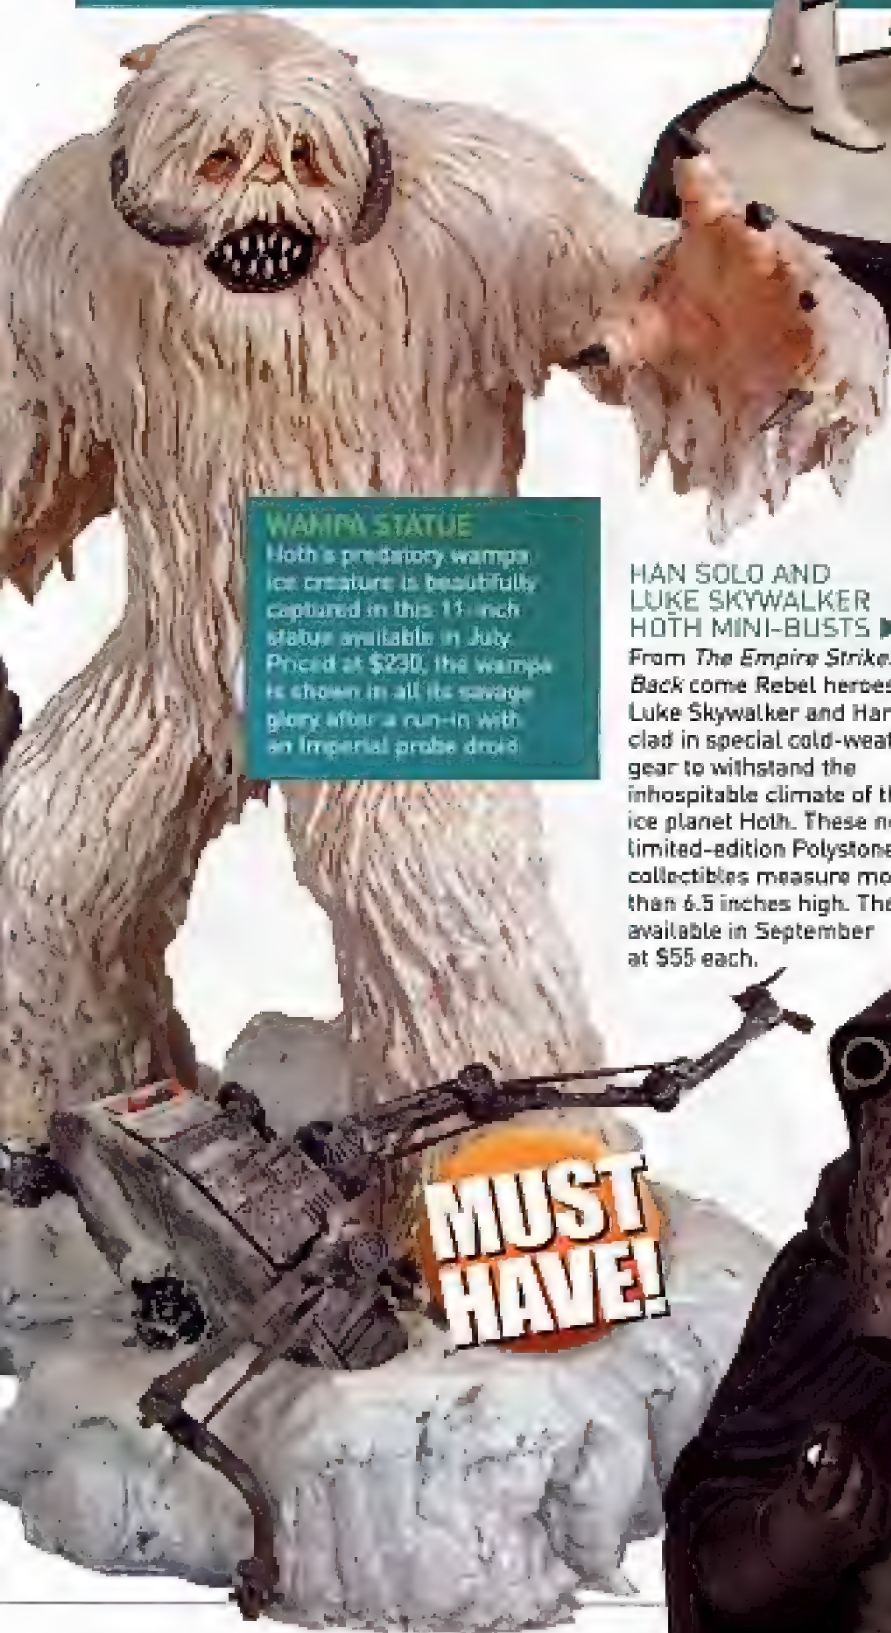 WAMPA STATUE
Hoth's predatory wampa
ice creature is beautifully
captured in this 11-inch
statue available in July.
Priced at $230, the wampa
is shown in all its savage
glory after a run-in with
an Imperial probe droid.
HAN SOLO AND
LUKE SKYWALKER
HOTH MINI-BUSTS ▶
From The Empire Strikes
Back come Rebel heroes
Luke Skywalker and Han
clad in special cold-weat
gear to withstand the
inhospitable climate of th
ice planet Hoth. These n
limited-edition Polystone
collectibles measure mo
than 6.5 inches high. The
available in September
at $55 each.
MUST
HAVE!